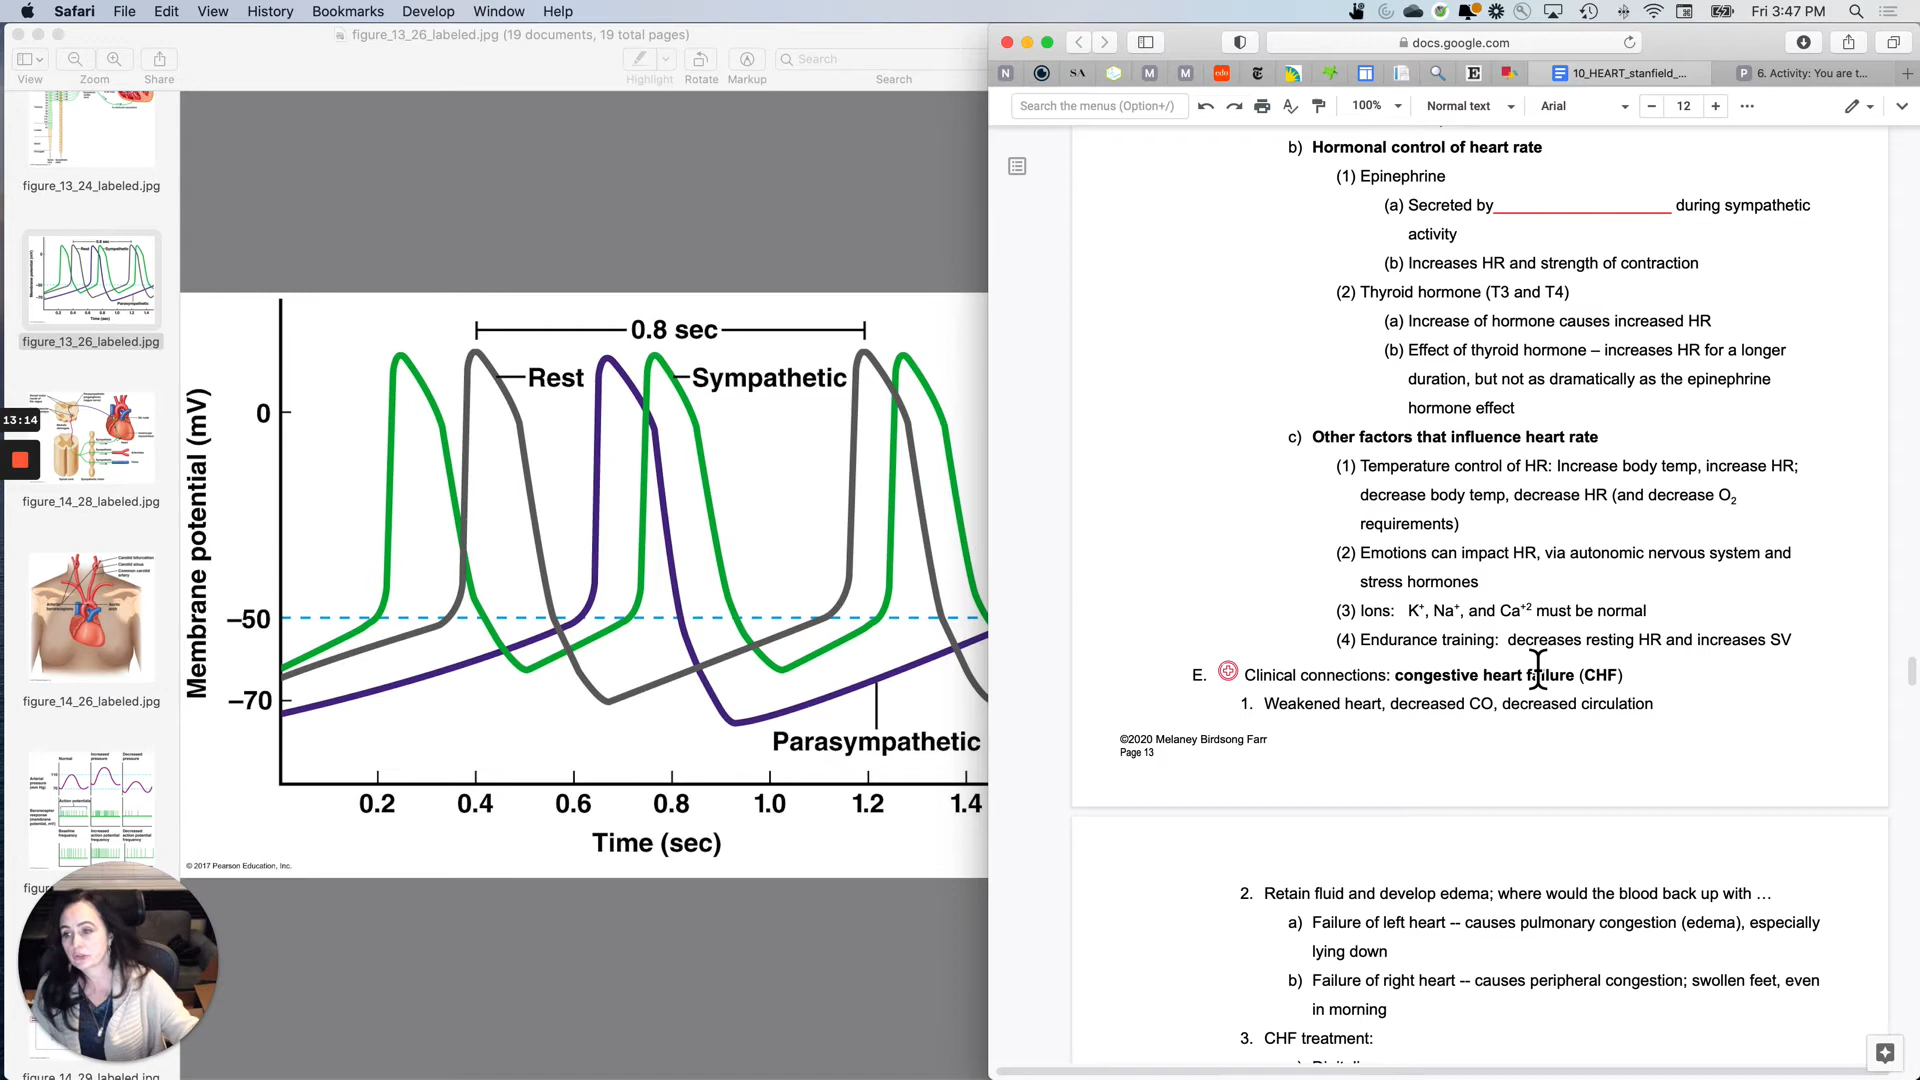 Safari File Edit View History Bookmarks Develop Window Help
Fri 3:47 PM
figure_13_26_labeled.jpg (19 documents, 19 total pages)
View Zoom Share Highlight Rotate Markup Search
Search
figure_13_24_labeled.jpg
figure_13_26_labeled.jpg
13:14
figure_14_28_labeled.jpg
figure_14_26_labeled.jpg
figure_14_29_labeled.jpg
0.8 sec
Rest
Sympathetic
Parasympathetic
Membrane potential (mV)
0
–50
–70
0.2 0.4 0.6 0.8 1.0 1.2 1.4
Time (sec)
© 2017 Pearson Education, Inc.
docs.google.com
10_HEART_stanfield_...
6. Activity: You are t...
Search the menus (Option+/)
100%
Normal text
Arial
12
b) Hormonal control of heart rate
(1) Epinephrine
(a) Secreted by____________________ during sympathetic
activity
(b) Increases HR and strength of contraction
(2) Thyroid hormone (T3 and T4)
(a) Increase of hormone causes increased HR
(b) Effect of thyroid hormone – increases HR for a longer
duration, but not as dramatically as the epinephrine
hormone effect
c) Other factors that influence heart rate
(1) Temperature control of HR: Increase body temp, increase HR;
decrease body temp, decrease HR (and decrease O2
requirements)
(2) Emotions can impact HR, via autonomic nervous system and
stress hormones
(3) Ions: K+, Na+, and Ca+2 must be normal
(4) Endurance training: decreases resting HR and increases SV
E. Clinical connections: congestive heart failure (CHF)
1. Weakened heart, decreased CO, decreased circulation
©2020 Melaney Birdsong Farr
Page 13
2. Retain fluid and develop edema; where would the blood back up with …
a) Failure of left heart -- causes pulmonary congestion (edema), especially
lying down
b) Failure of right heart -- causes peripheral congestion; swollen feet, even
in morning
3. CHF treatment: